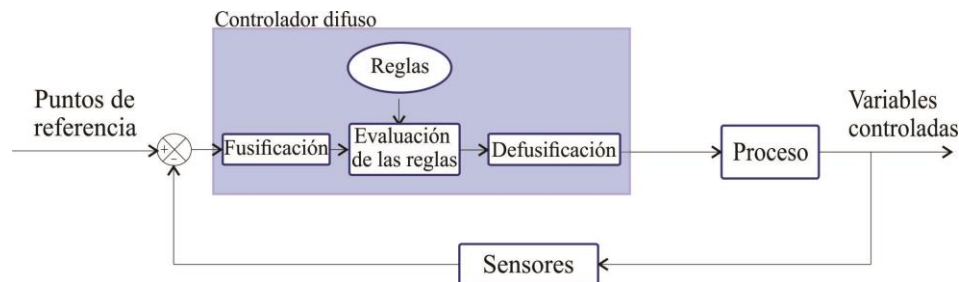 Controlador difuso
Reglas
Puntos de
referencia
Variables
controladas
+
-
Fusificación
Evaluación
de las reglas
Defusificación
Proceso
Sensores